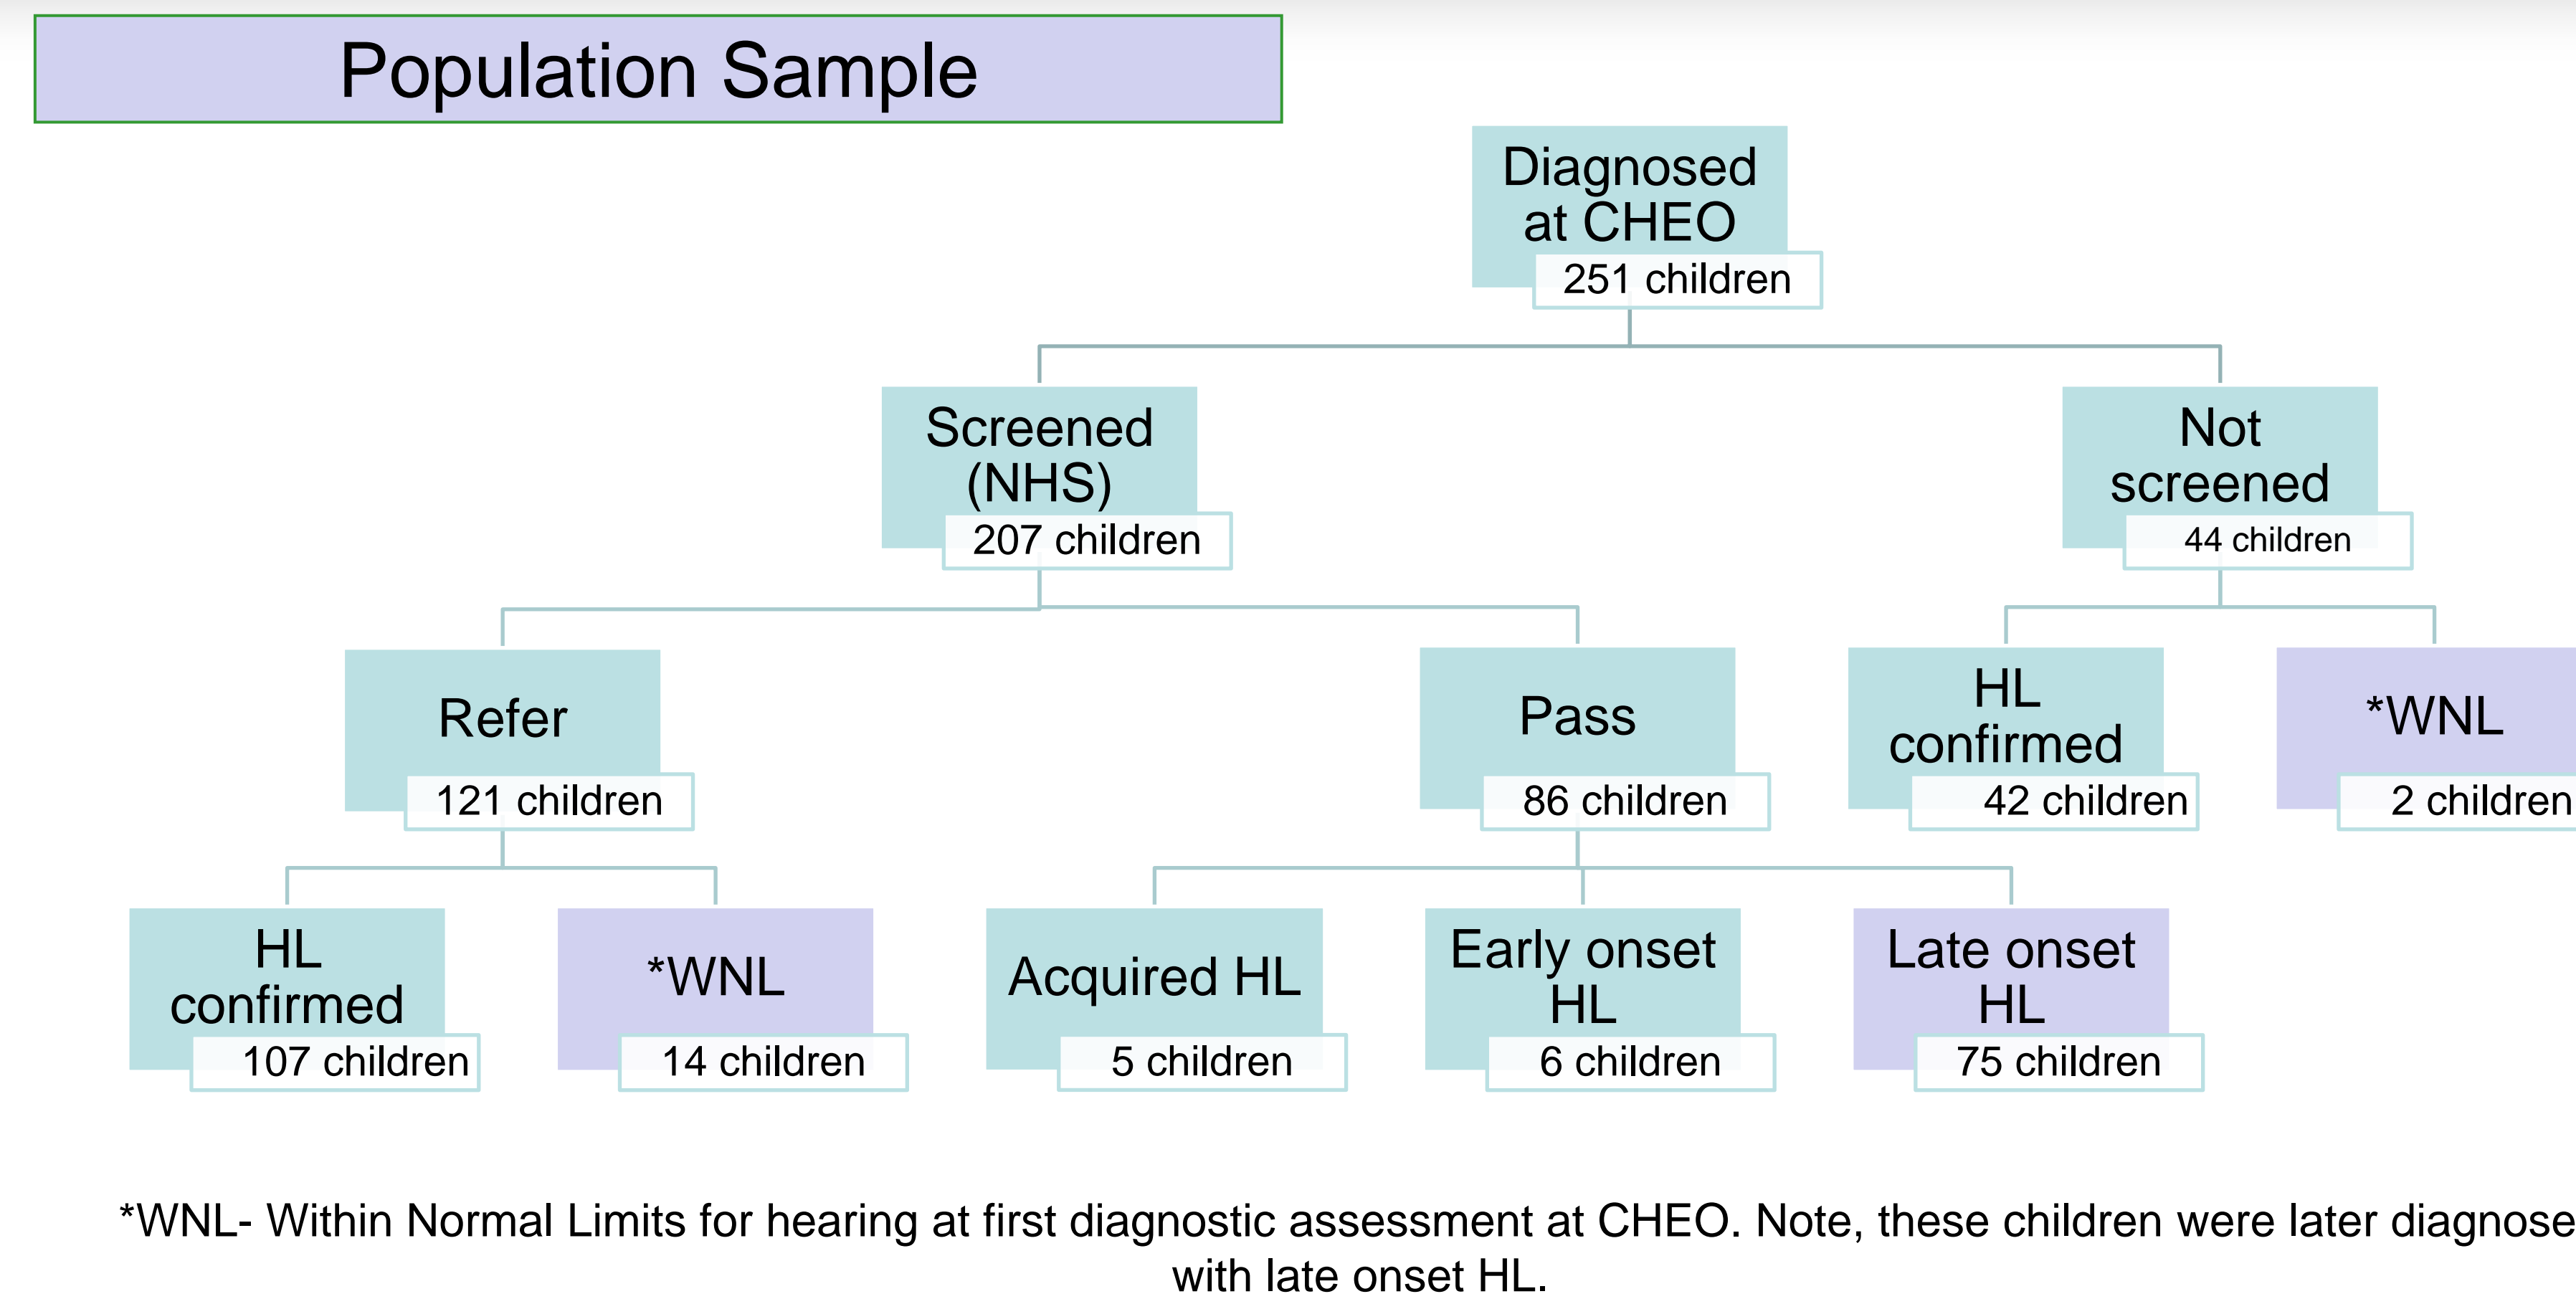 Population Sample
Diagnosed
at CHEO
251 children
Screened
(NHS)
207 children
Not
screened
44 children
Refer
121 children
Pass
86 children
HL
confirmed
42 children
*WNL
2 children
HL
confirmed
107 children
*WNL
14 children
Acquired HL
5 children
Early onset
HL
6 children
Late onset
HL
75 children
*WNL- Within Normal Limits for hearing at first diagnostic assessment at CHEO. Note, these children were later diagnose
with late onset HL.